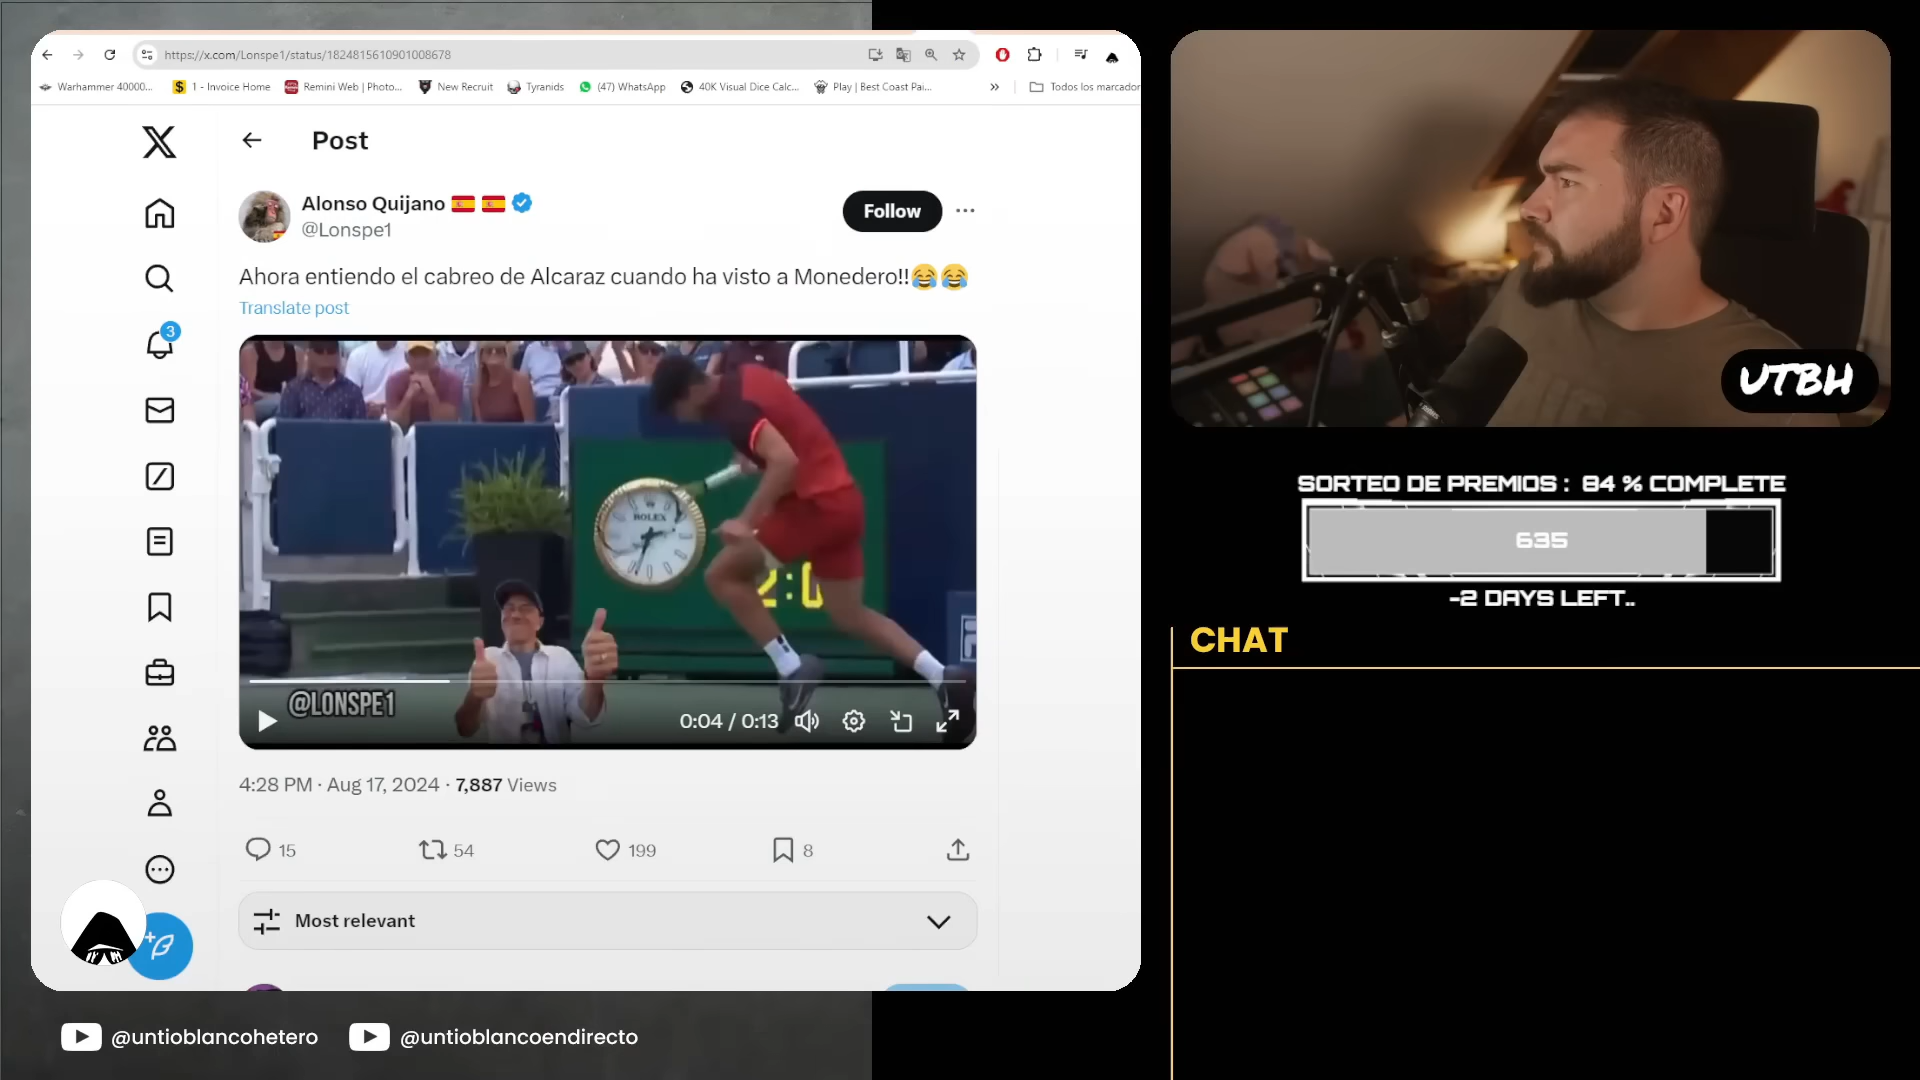 https://x.com/Lonspe1/status/1824815610901008678
Warhammer 40000...
1 - Invoice Home
Remini Web | Photo...
New Recruit
Tyranids
(47) WhatsApp
40K Visual Dice Calc...
Play | Best Coast Pai...
Todos los marcador
Post
Alonso Quijano
@Lonspe1
Follow
Ahora entiendo el cabreo de Alcaraz cuando ha visto a Monedero!!😂😂
Translate post
3
ROLEX
2:0
@LONSPE1
0:04 / 0:13
4:28 PM · Aug 17, 2024 · 7,887 Views
15
54
199
8
Most relevant
@untioblancohetero
@untioblancoendirecto
UTBH
SORTEO DE PREMIOS : 84 % COMPLETE
635
-2 DAYS LEFT..
CHAT